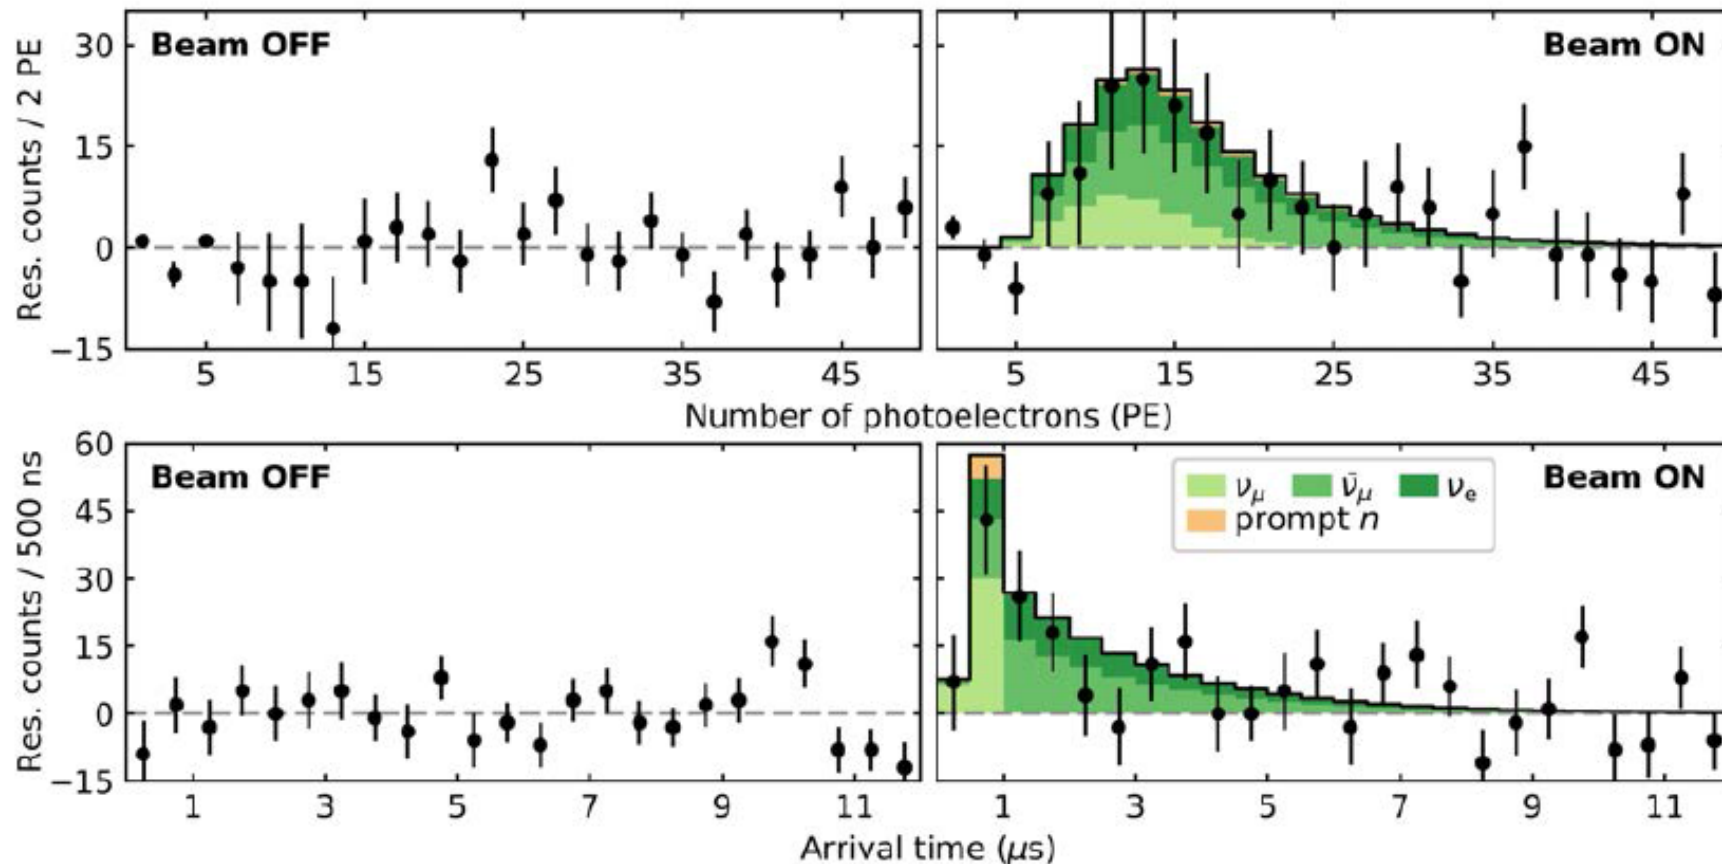 Res. counts / 2 PE
30
15
0
−15
Beam OFF
Beam ON
5 15 25 35 45
5 15 25 35 45
Number of photoelectrons (PE)
Res. counts / 500 ns
60
45
30
15
0
−15
Beam OFF
Beam ON
νμ ν̄μ νe
prompt n
1 3 5 7 9 11
1 3 5 7 9 11
Arrival time (μs)